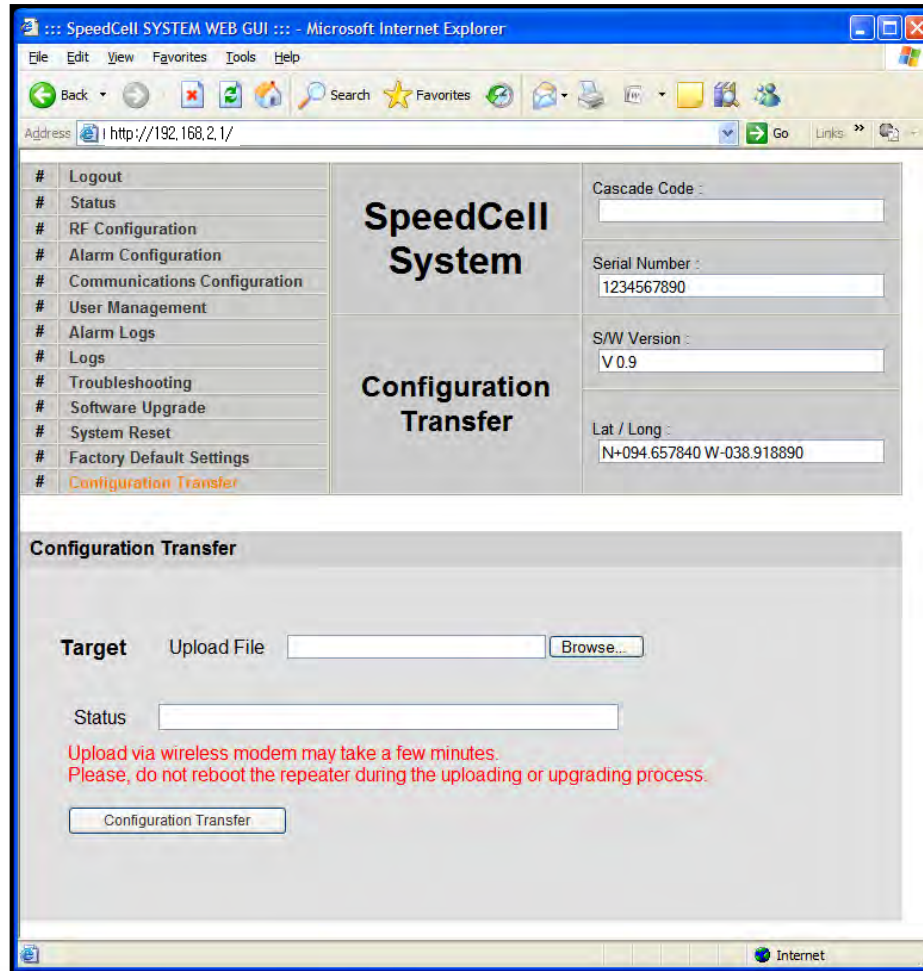 ::: SpeedCell SYSTEM WEB GUI ::: - Microsoft Internet Explorer
File Edit View Favorites Tools Help
Back Search Favorites
Address http://192,168,2,1/ Go Links »
# Logout
# Status
# RF Configuration
# Alarm Configuration
# Communications Configuration
# User Management
# Alarm Logs
# Logs
# Troubleshooting
# Software Upgrade
# System Reset
# Factory Default Settings
# Configuration Transfer
SpeedCell
System
Configuration
Transfer
Cascade Code :
Serial Number :
1234567890
S/W Version :
V 0.9
Lat / Long :
N+094.657840 W-038.918890
Configuration Transfer
Target Upload File Browse...
Status
Upload via wireless modem may take a few minutes.
Please, do not reboot the repeater during the uploading or upgrading process.
Configuration Transfer
Internet